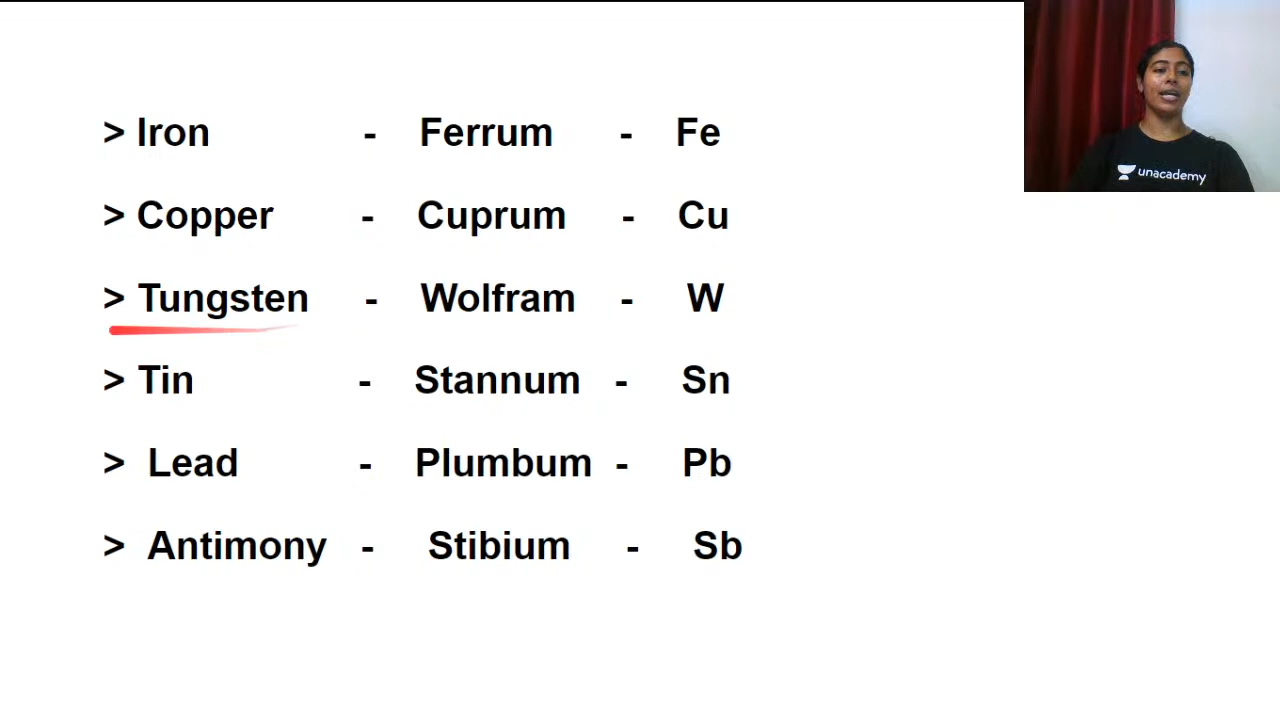 > Iron - Ferrum - Fe
> Copper - Cuprum - Cu
> Tungsten - Wolfram - W
> Tin - Stannum - Sn
> Lead - Plumbum - Pb
> Antimony - Stibium - Sb
unacademy